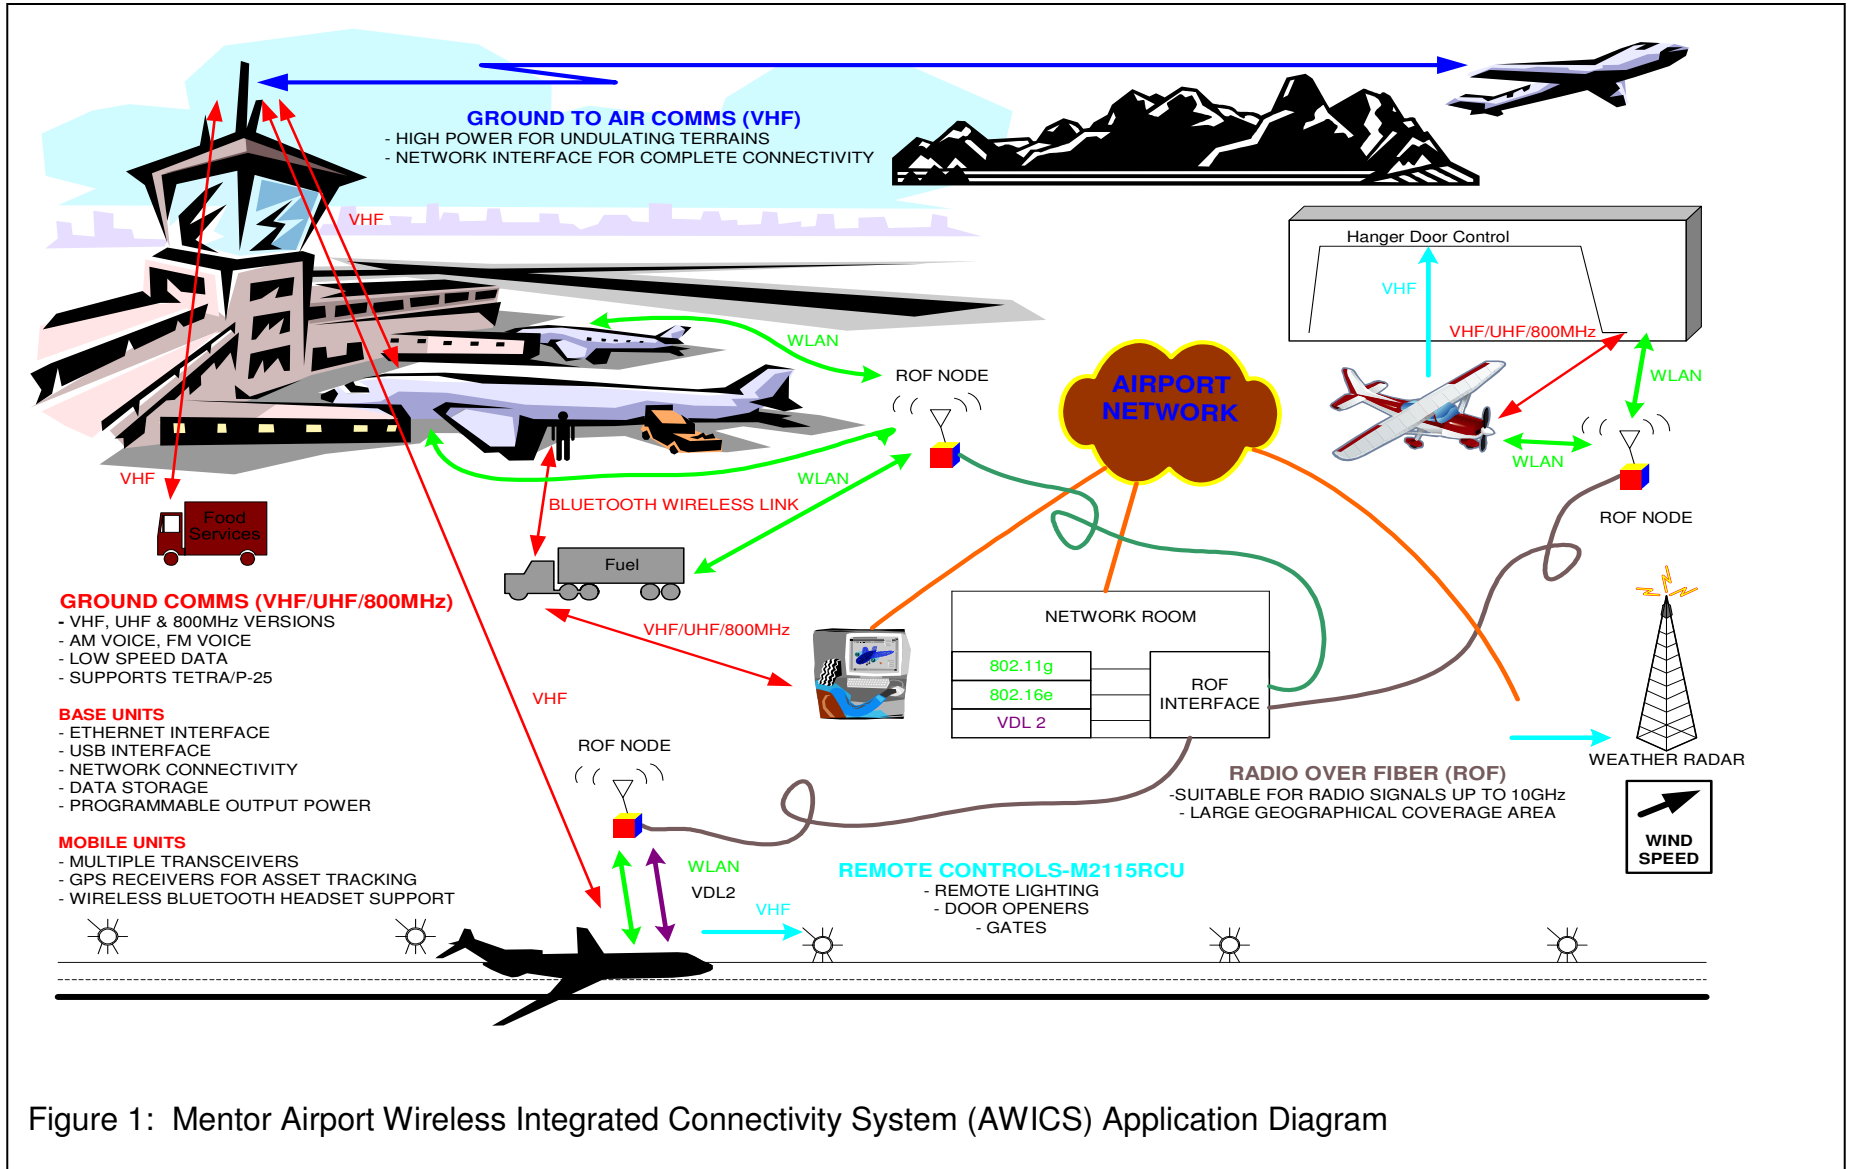 GROUND TO AIR COMMS (VHF)
- HIGH POWER FOR UNDULATING TERRAINS
- NETWORK INTERFACE FOR COMPLETE CONNECTIVITY
VHF
Hanger Door Control
VHF
VHF/UHF/800MHz
WLAN
WLAN
ROF NODE
WLAN
ROF NODE
AIRPORT
NETWORK
VHF
Food
Services
BLUETOOTH WIRELESS LINK
WLAN
Fuel
VHF/UHF/800MHz
GROUND COMMS (VHF/UHF/800MHz)
- VHF, UHF & 800MHz VERSIONS
- AM VOICE, FM VOICE
- LOW SPEED DATA
- SUPPORTS TETRA/P-25
BASE UNITS
- ETHERNET INTERFACE
- USB INTERFACE
- NETWORK CONNECTIVITY
- DATA STORAGE
- PROGRAMMABLE OUTPUT POWER
MOBILE UNITS
- MULTIPLE TRANSCEIVERS
- GPS RECEIVERS FOR ASSET TRACKING
- WIRELESS BLUETOOTH HEADSET SUPPORT
VHF
NETWORK ROOM
802.11g
802.16e
VDL 2
ROF
INTERFACE
ROF NODE
WEATHER RADAR
WIND
SPEED
RADIO OVER FIBER (ROF)
-SUITABLE FOR RADIO SIGNALS UP TO 10GHz
- LARGE GEOGRAPHICAL COVERAGE AREA
WLAN
VDL2
VHF
REMOTE CONTROLS-M2115RCU
- REMOTE LIGHTING
- DOOR OPENERS
- GATES
Figure 1:  Mentor Airport Wireless Integrated Connectivity System (AWICS) Application Diagram